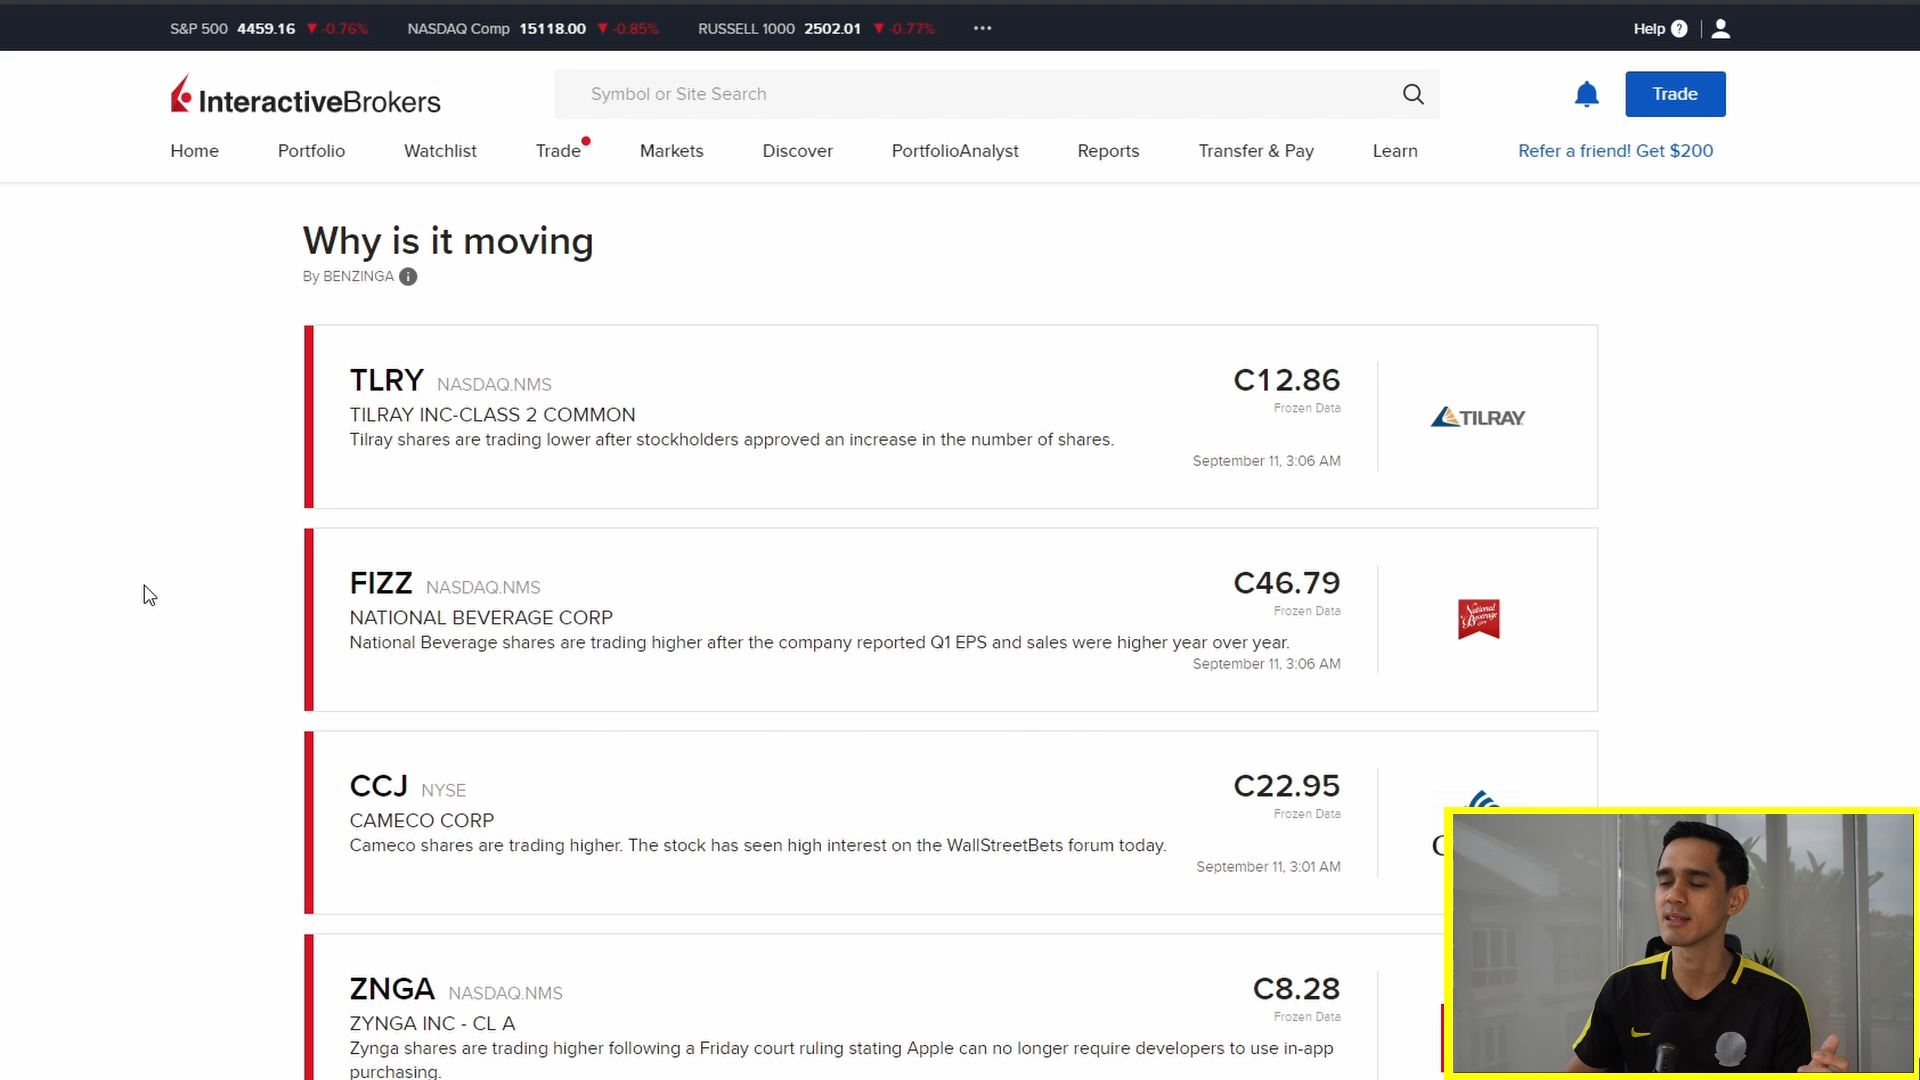 S&P 500 4459.16 ▼ -0.76% NASDAQ Comp 15118.00 ▼ -0.85% RUSSELL 1000 2502.01 ▼ -0.77% ••• Help ?
InteractiveBrokers
Symbol or Site Search
Trade
Home Portfolio Watchlist Trade Markets Discover PortfolioAnalyst Reports Transfer & Pay Learn Refer a friend! Get $200
Why is it moving
By BENZINGA i
TLRY NASDAQ.NMS C12.86
Frozen Data
TILRAY INC-CLASS 2 COMMON
TILRAY
Tilray shares are trading lower after stockholders approved an increase in the number of shares.
September 11, 3:06 AM
FIZZ NASDAQ.NMS C46.79
Frozen Data
NATIONAL BEVERAGE CORP
National Beverage
National Beverage shares are trading higher after the company reported Q1 EPS and sales were higher year over year.
September 11, 3:06 AM
CCJ NYSE C22.95
Frozen Data
CAMECO CORP
Cameco shares are trading higher. The stock has seen high interest on the WallStreetBets forum today.
September 11, 3:01 AM
ZNGA NASDAQ.NMS C8.28
Frozen Data
ZYNGA INC - CL A
Zynga shares are trading higher following a Friday court ruling stating Apple can no longer require developers to use in-app
purchasing.